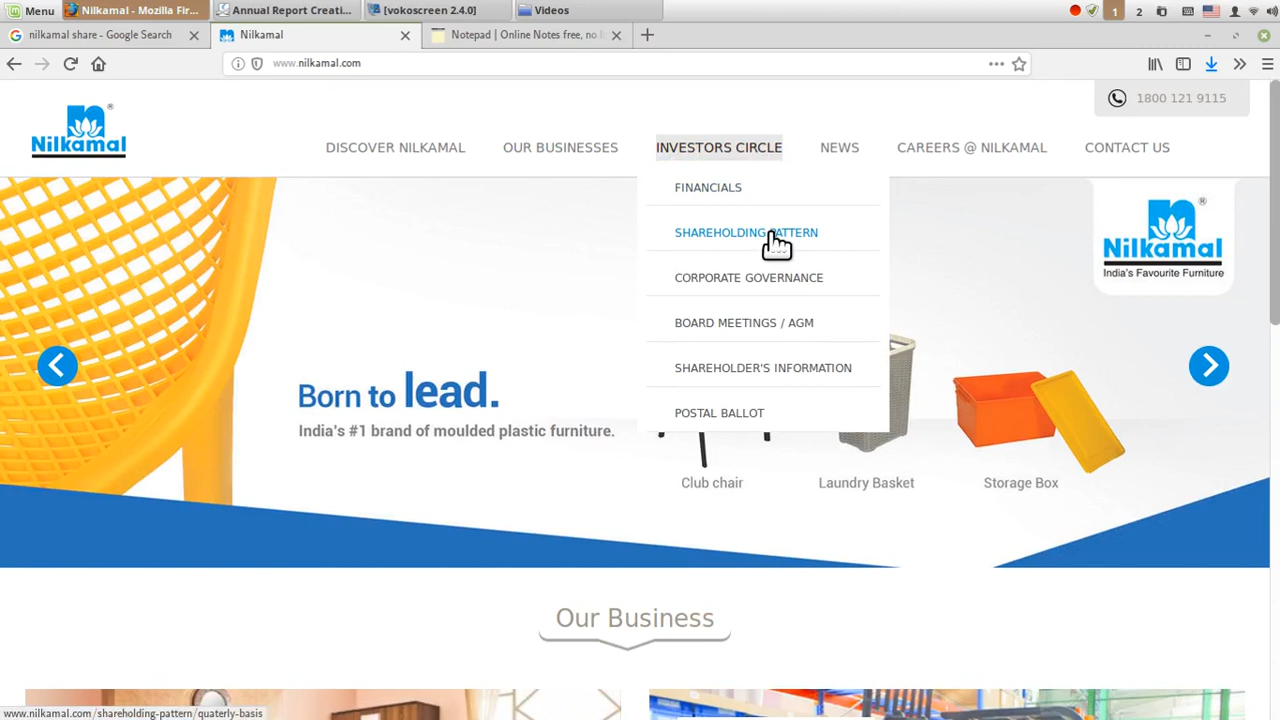 Menu
Nilkamal - Mozilla Fir...
Annual Report Creati...
[vokoscreen 2.4.0]
Videos
1
2
nilkamal share - Google Search
Nilkamal
Notepad | Online Notes free, no l
www.nilkamal.com
1800 121 9115
Nilkamal
DISCOVER NILKAMAL
OUR BUSINESSES
INVESTORS CIRCLE
NEWS
CAREERS @ NILKAMAL
CONTACT US
FINANCIALS
SHAREHOLDING PATTERN
CORPORATE GOVERNANCE
BOARD MEETINGS / AGM
SHAREHOLDER'S INFORMATION
POSTAL BALLOT
Nilkamal
India's Favourite Furniture
Born to lead.
India's #1 brand of moulded plastic furniture.
Club chair
Laundry Basket
Storage Box
Our Business
www.nilkamal.com/shareholding-pattern/quaterly-basis